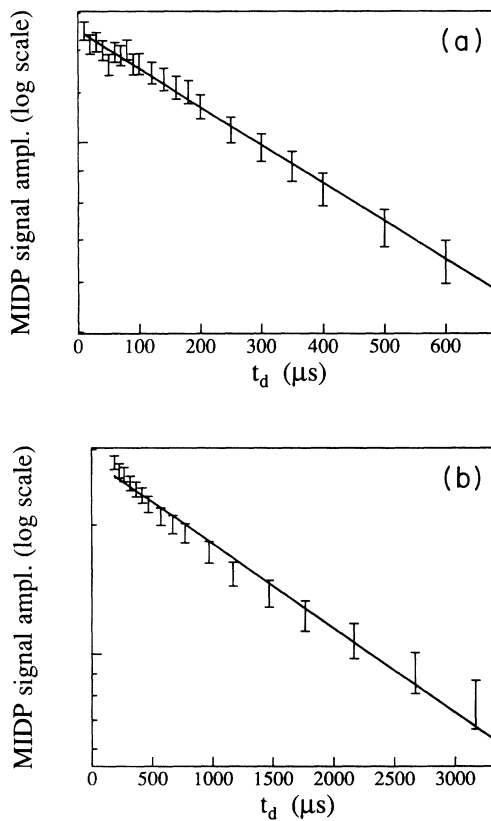 (a)
MIDP signal ampl. (log scale)
0 100 200 300 400 500 600
t_d (μs)
(b)
MIDP signal ampl. (log scale)
0 500 1000 1500 2000 2500 3000
t_d (μs)